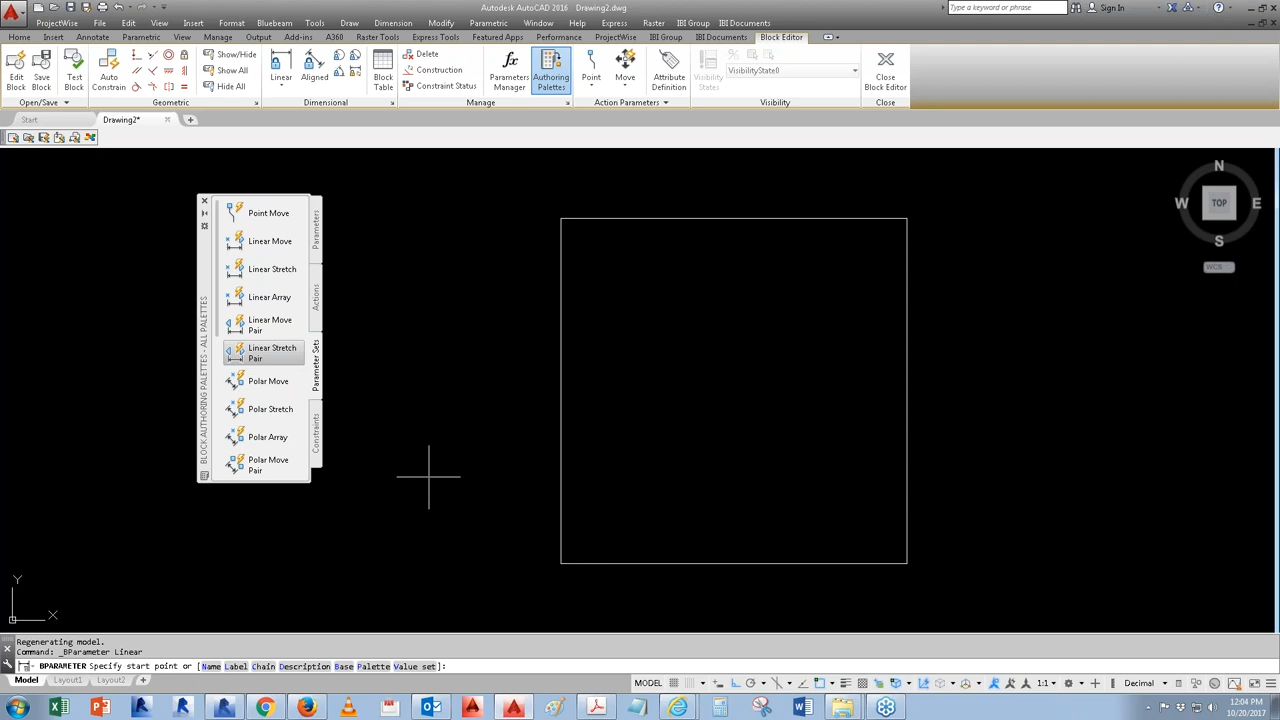 Autodesk AutoCAD 2016 Drawing2.dwg
Type a keyword or phrase
Sign In
ProjectWise File Edit View Insert Format Bluebeam Tools Draw Dimension Modify Parametric Window Help Express Raster IBI Group IBI Documents
Home Insert Annotate Parametric View Manage Output Add-ins A360 Raster Tools Express Tools Featured Apps Performance ProjectWise IBI Group IBI Documents Block Editor
Edit Block
Save Block
Test Block
Auto Constrain
Show/Hide
Show All
Hide All
Linear
Aligned
Block Table
Delete
Construction
Constraint Status
Parameters Manager
Authoring Palettes
Point
Move
Attribute Definition
Visibility States
VisibilityState0
Close Block Editor
Open/Save
Geometric
Dimensional
Manage
Action Parameters
Visibility
Close
Start
Drawing2*
N
W
TOP
E
S
WCS
Point Move
Linear Move
Linear Stretch
Linear Array
Linear Move Pair
Linear Stretch Pair
Polar Move
Polar Stretch
Polar Array
Polar Move Pair
Parameters
Actions
Parameter Sets
Constraints
BLOCK AUTHORING PALETTES - ALL PALETTES
Y
X
Regenerating model.
Command: _BParameter Linear
BPARAMETER Specify start point or [Name Label Chain Description Base Palette Value set]:
Model Layout1 Layout2
MODEL
1:1
Decimal
12:04 PM
10/20/2017